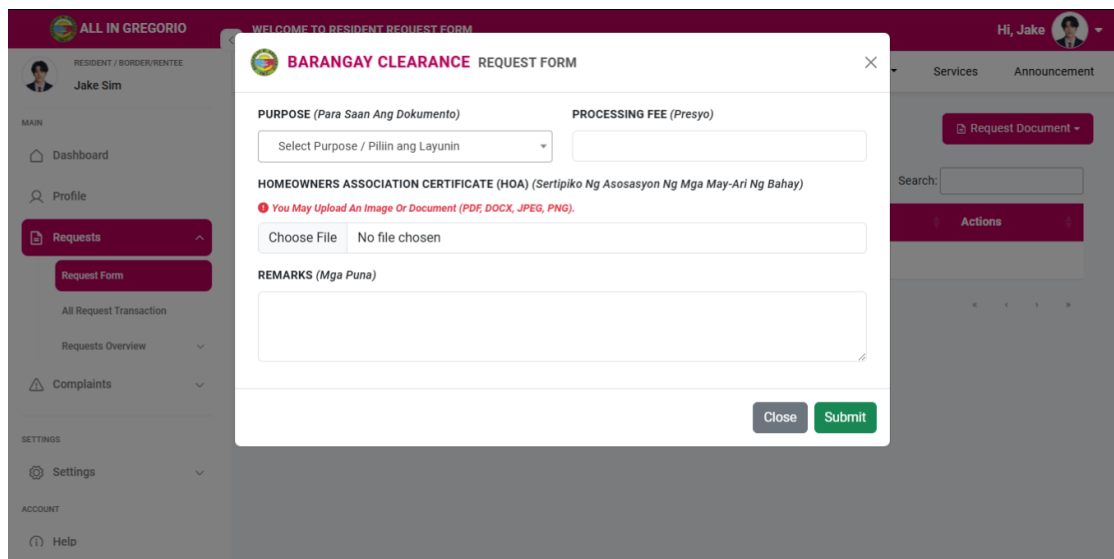 ALL IN GREGORIO
WELCOME TO RESIDENT REQUEST FORM
Hi, Jake
RESIDENT / BORDER/RENTEE
Jake Sim
Services
Announcement
MAIN
Dashboard
Profile
Requests
Request Form
All Request Transaction
Requests Overview
Complaints
SETTINGS
Settings
ACCOUNT
Help
Request Document
Search:
Actions
BARANGAY CLEARANCE REQUEST FORM
PURPOSE (Para Saan Ang Dokumento)
PROCESSING FEE (Presyo)
Select Purpose / Piliin ang Layunin
HOMEOWNERS ASSOCIATION CERTIFICATE (HOA) (Sertipiko Ng Asosasyon Ng Mga May-Ari Ng Bahay)
You May Upload An Image Or Document (PDF, DOCX, JPEG, PNG).
Choose File No file chosen
REMARKS (Mga Puna)
Close
Submit